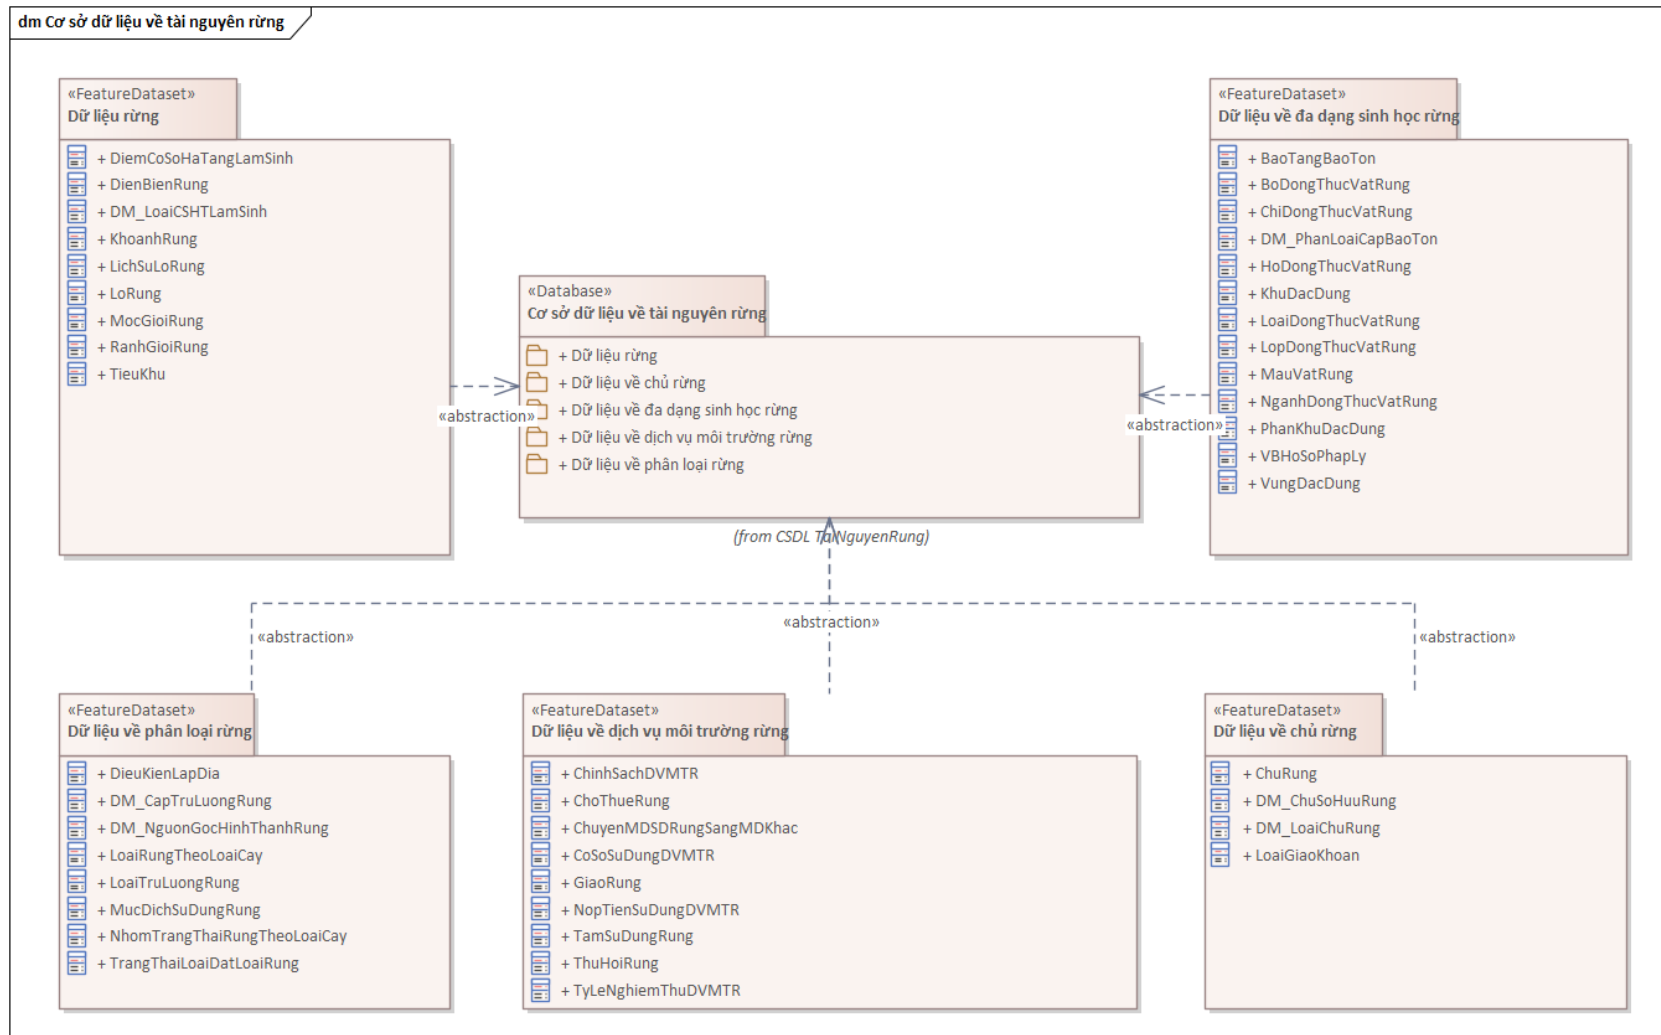 dm Cơ sở dữ liệu về tài nguyên rừng
«FeatureDataset»
Dữ liệu rừng
+ DiemCoSoHaTangLamSinh
+ DienBienRung
+ DM_LoaiCSHTLamSinh
+ KhoanhRung
+ LichSuLoRung
+ LoRung
+ MocGioiRung
+ RanhGioiRung
+ TieuKhu
«abstraction»
«Database»
Cơ sở dữ liệu về tài nguyên rừng
+ Dữ liệu rừng
+ Dữ liệu về chủ rừng
+ Dữ liệu về đa dạng sinh học rừng
+ Dữ liệu về dịch vụ môi trường rừng
+ Dữ liệu về phân loại rừng
(from CSDL TaiNguyenRung)
«abstraction»
«FeatureDataset»
Dữ liệu về đa dạng sinh học rừng
+ BaoTangBaoTon
+ BoDongThucVatRung
+ ChiDongThucVatRung
+ DM_PhanLoaiCapBaoTon
+ HoDongThucVatRung
+ KhuDacDung
+ LoaiDongThucVatRung
+ LopDongThucVatRung
+ MauVatRung
+ NganhDongThucVatRung
+ PhanKhuDacDung
+ VBHoSoPhapLy
+ VungDacDung
«abstraction»
«abstraction»
«abstraction»
«FeatureDataset»
Dữ liệu về phân loại rừng
+ DieuKienLapDia
+ DM_CapTruLuongRung
+ DM_NguonGocHinhThanhRung
+ LoaiRungTheoLoaiCay
+ LoaiTruLuongRung
+ MucDichSuDungRung
+ NhomTrangThaiRungTheoLoaiCay
+ TrangThaiLoaiDatLoaiRung
«FeatureDataset»
Dữ liệu về dịch vụ môi trường rừng
+ ChinhSachDVMTR
+ ChoThueRung
+ ChuyenMDSDRungSangMDKhac
+ CoSoSuDungDVMTR
+ GiaoRung
+ NopTienSuDungDVMTR
+ TamSuDungRung
+ ThuHoiRung
+ TyLeNghiemThuDVMTR
«FeatureDataset»
Dữ liệu về chủ rừng
+ ChuRung
+ DM_ChuSoHuuRung
+ DM_LoaiChuRung
+ LoaiGiaoKhoan